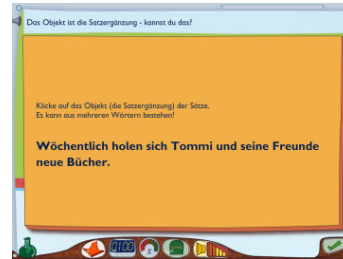 Das Objekt ist die Satzergänzung - kannst du das?
Klicke auf das Objekt (die Satzergänzung) der Sätze.
Es kann aus mehreren Wörtern bestehen!
Wöchentlich holen sich Tommi und seine Freunde
neue Bücher.